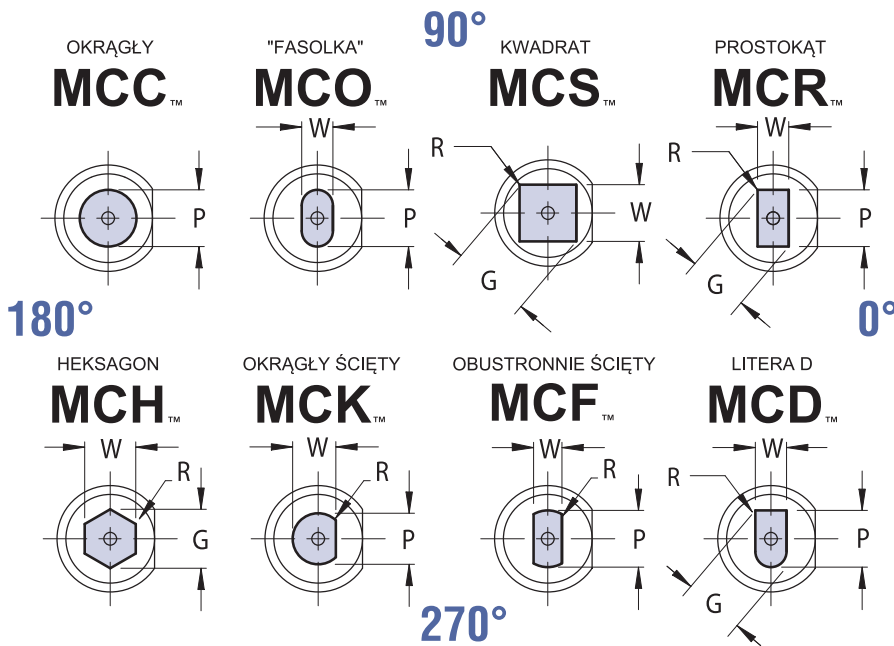 90°
OKRĄGŁY
MCC™
P
"FASOLKA"
MCO™
W
P
KWADRAT
MCS™
R
W
G
PROSTOKĄT
MCR™
W
R
P
G
180°
0°
HEKSAGON
MCH™
W
R
G
OKRĄGŁY ŚCIĘTY
MCK™
W
R
P
OBUSTRONNIE ŚCIĘTY
MCF™
W
R
P
LITERA D
MCD™
W
R
P
G
270°